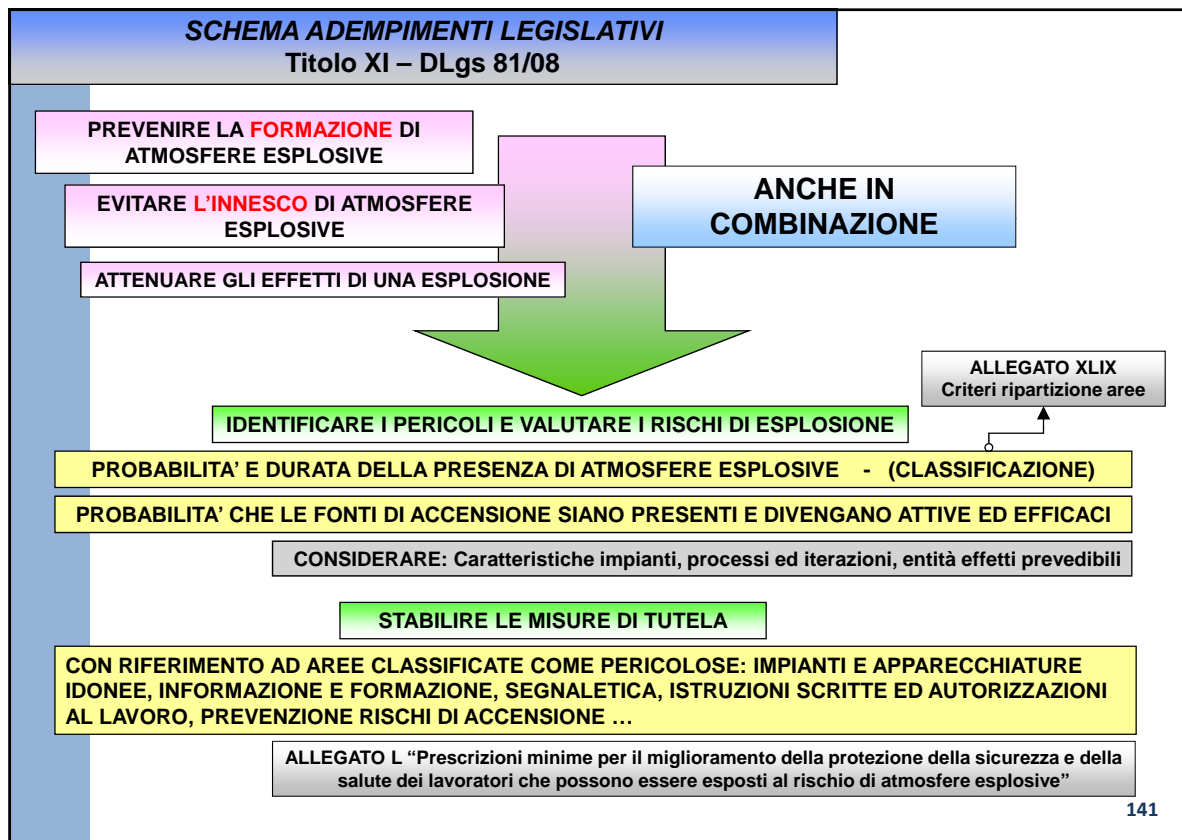 SCHEMA ADEMPIMENTI LEGISLATIVI
Titolo XI – DLgs 81/08
PREVENIRE LA FORMAZIONE DI
ATMOSFERE ESPLOSIVE
EVITARE L'INNESCO DI ATMOSFERE
ESPLOSIVE
ATTENUARE GLI EFFETTI DI UNA ESPLOSIONE
ANCHE IN
COMBINAZIONE
ALLEGATO XLIX
Criteri ripartizione aree
IDENTIFICARE I PERICOLI E VALUTARE I RISCHI DI ESPLOSIONE
PROBABILITA' E DURATA DELLA PRESENZA DI ATMOSFERE ESPLOSIVE - (CLASSIFICAZIONE)
PROBABILITA' CHE LE FONTI DI ACCENSIONE SIANO PRESENTI E DIVENGANO ATTIVE ED EFFICACI
CONSIDERARE: Caratteristiche impianti, processi ed iterazioni, entità effetti prevedibili
STABILIRE LE MISURE DI TUTELA
CON RIFERIMENTO AD AREE CLASSIFICATE COME PERICOLOSE: IMPIANTI E APPARECCHIATURE
IDONEE, INFORMAZIONE E FORMAZIONE, SEGNALETICA, ISTRUZIONI SCRITTE ED AUTORIZZAZIONI
AL LAVORO, PREVENZIONE RISCHI DI ACCENSIONE …
ALLEGATO L “Prescrizioni minime per il miglioramento della protezione della sicurezza e della
salute dei lavoratori che possono essere esposti al rischio di atmosfere esplosive”
141